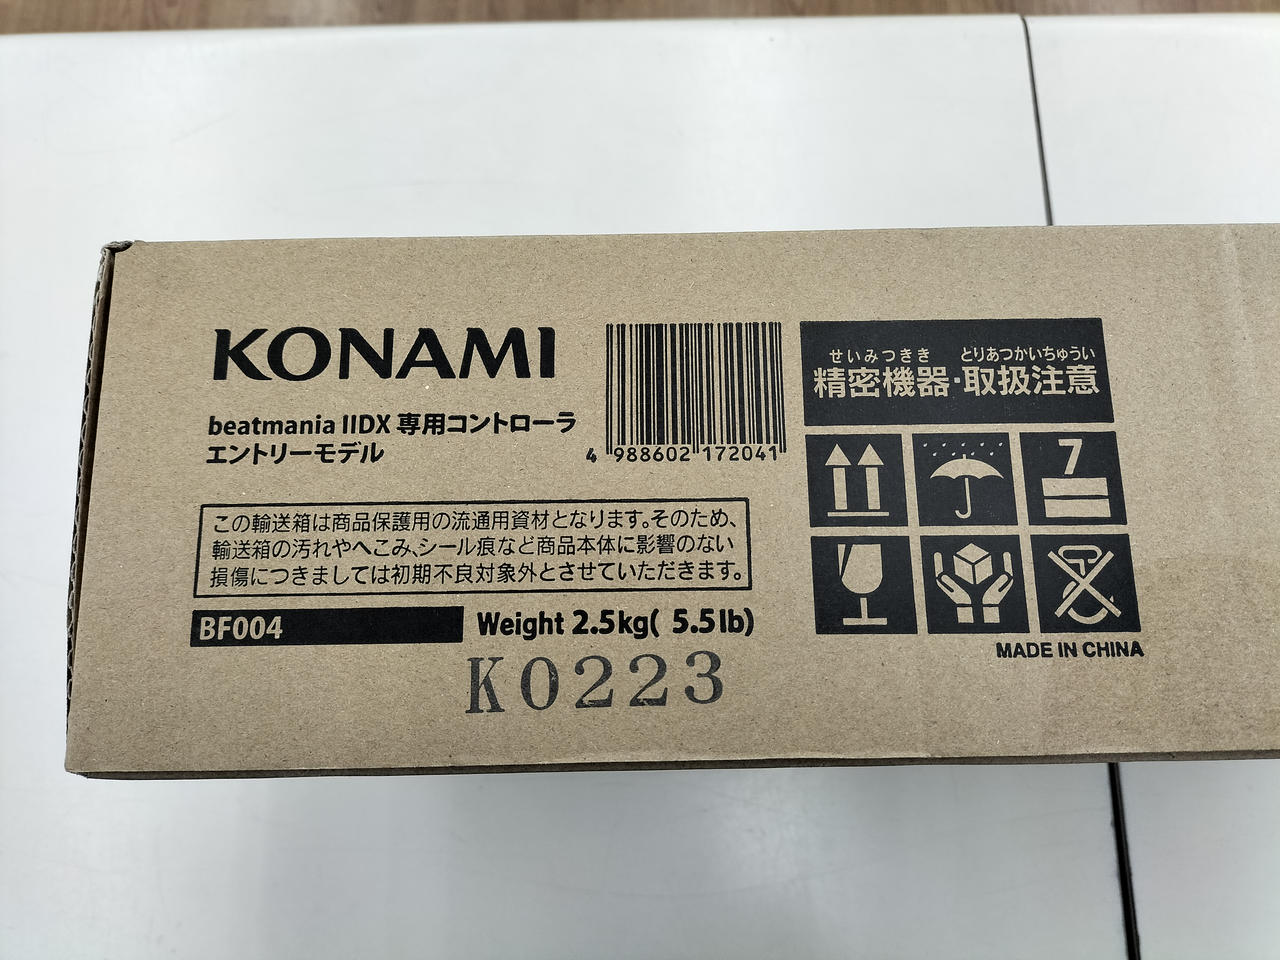 KONAMI
beatmania IIDX 専用コントローラ
エントリーモデル
4 988602 172041
この輸送箱は商品保護用の流通用資材となります。そのため、
輸送箱の汚れやへこみ、シール痕など商品本体に影響のない
損傷につきましては初期不良対象外とさせていただきます。
BF004
Weight 2.5kg( 5.5lb)
K0223
せいみつきき とりあつかいちゅうい
精密機器・取扱注意
7
MADE IN CHINA